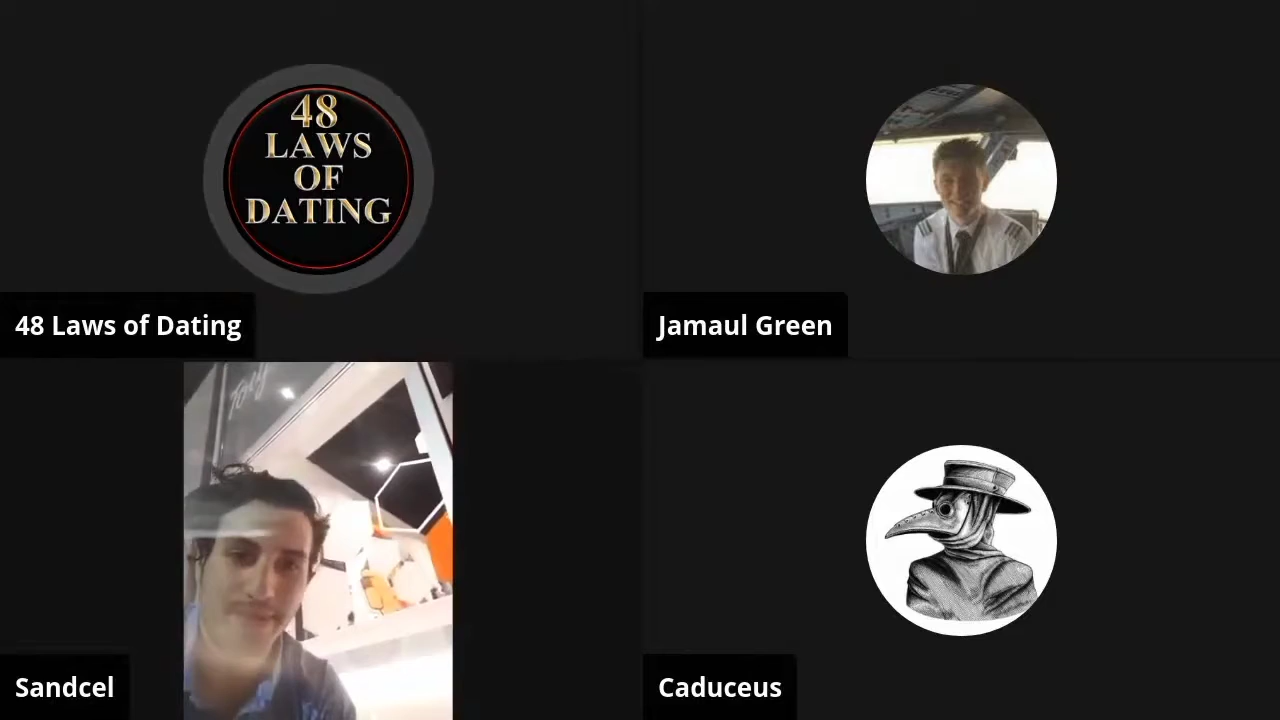 48
LAWS
OF
DATING
48 Laws of Dating
Jamaul Green
Sandcel
Caduceus